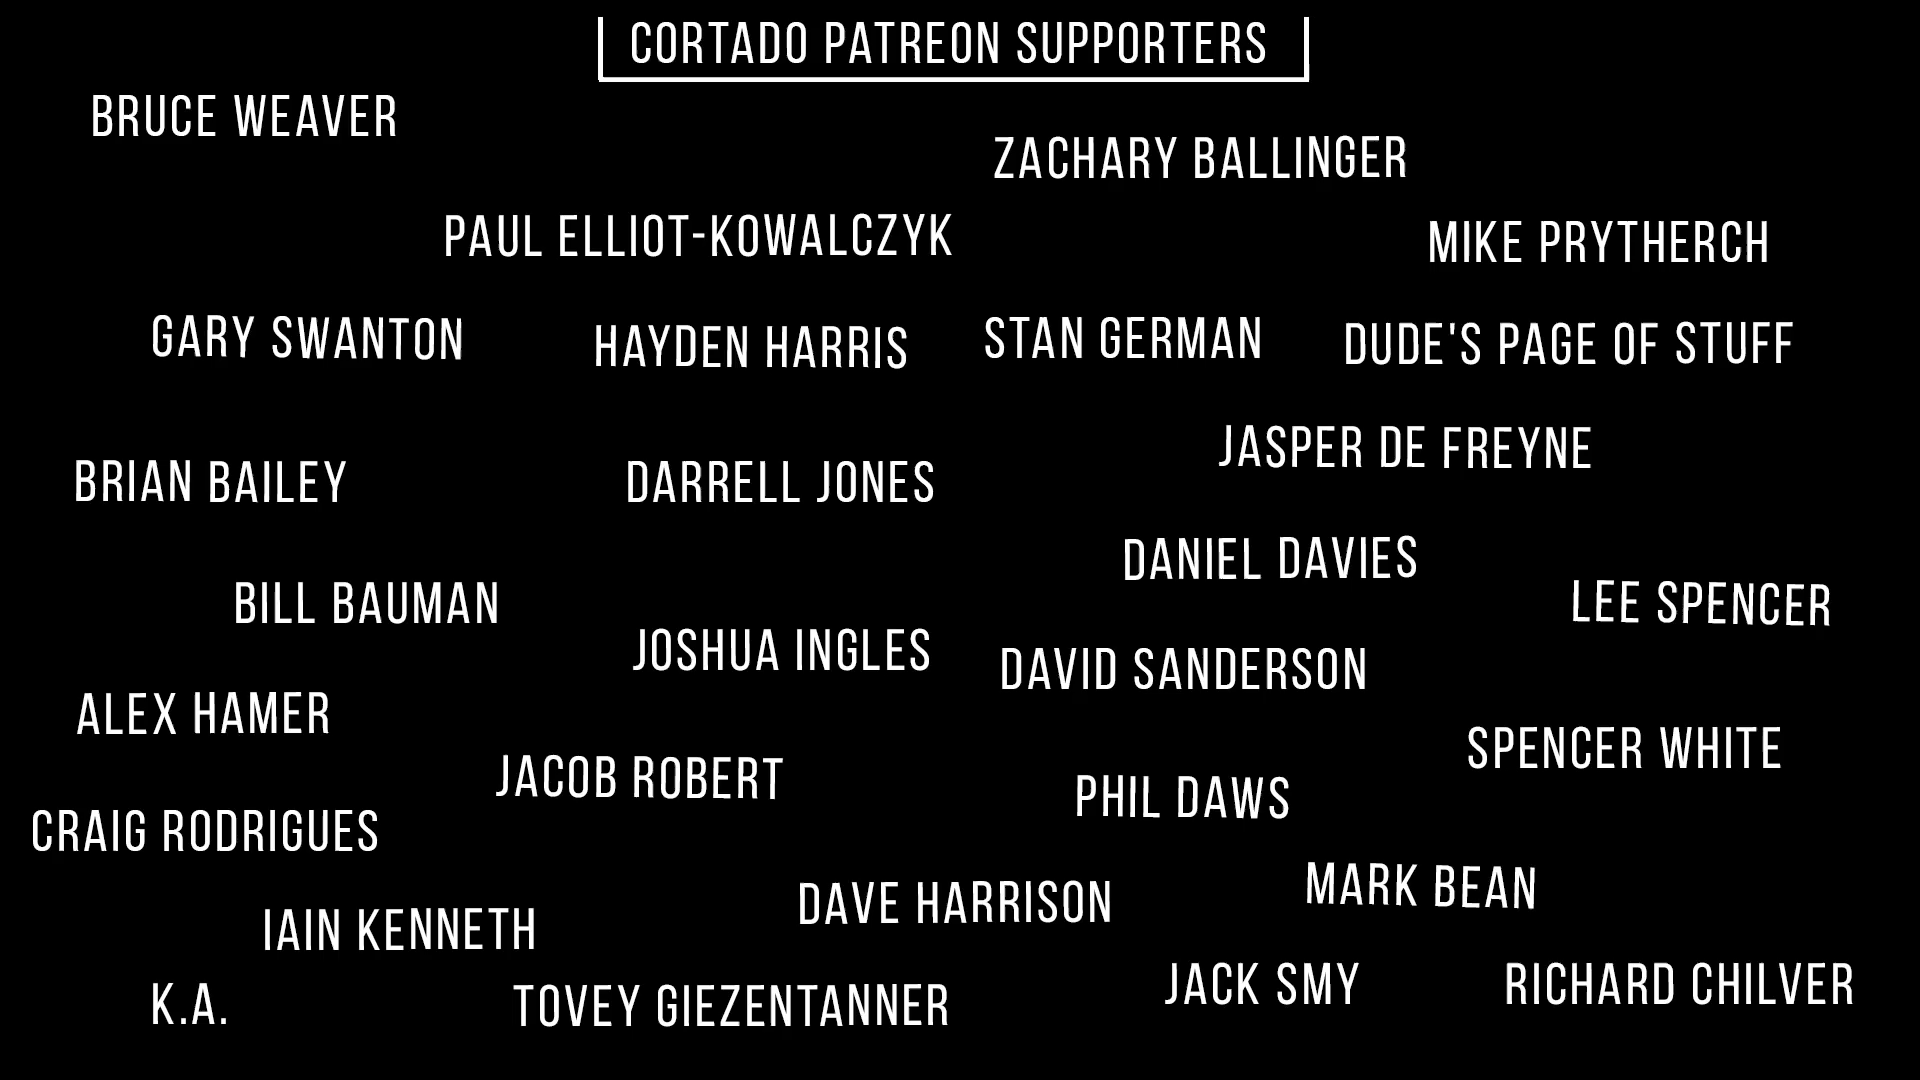 CORTADO PATREON SUPPORTERS
BRUCE WEAVER
ZACHARY BALLINGER
PAUL ELLIOT-KOWALCZYK
MIKE PRYTHERCH
GARY SWANTON
HAYDEN HARRIS
STAN GERMAN
DUDE'S PAGE OF STUFF
JASPER DE FREYNE
BRIAN BAILEY
DARRELL JONES
DANIEL DAVIES
BILL BAUMAN
LEE SPENCER
JOSHUA INGLES
DAVID SANDERSON
ALEX HAMER
SPENCER WHITE
JACOB ROBERT
PHIL DAWS
CRAIG RODRIGUES
MARK BEAN
DAVE HARRISON
IAIN KENNETH
JACK SMY
RICHARD CHILVER
K.A.
TOVEY GIEZENTANNER